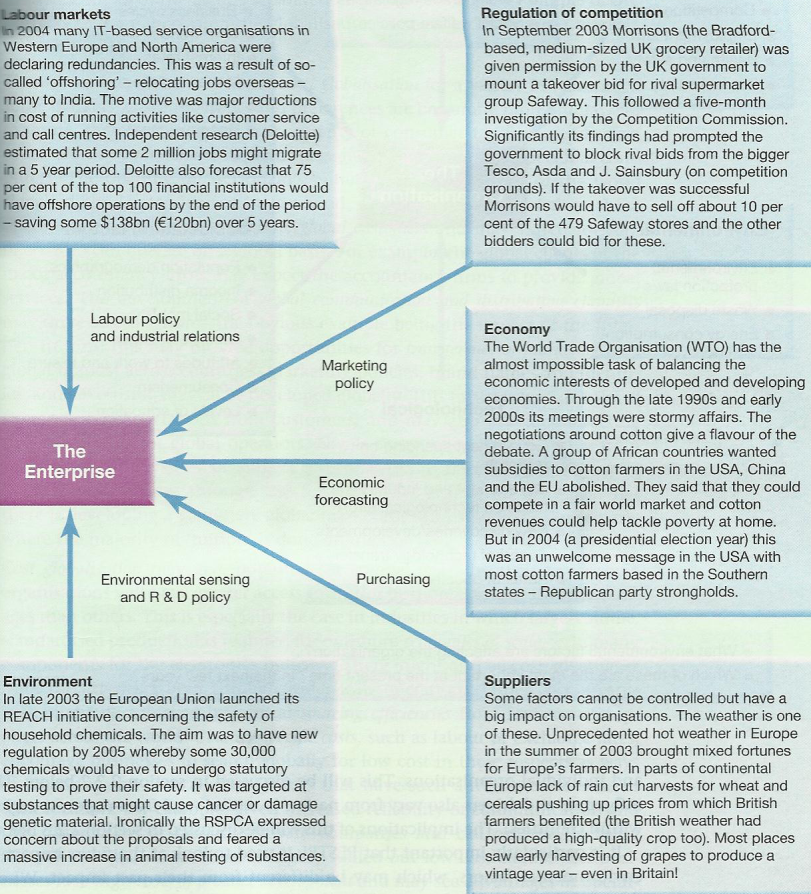 Labour markets
In 2004 many IT-based service organisations in
Western Europe and North America were
declaring redundancies. This was a result of so-
called ‘offshoring’ – relocating jobs overseas –
many to India. The motive was major reductions
in cost of running activities like customer service
and call centres. Independent research (Deloitte)
estimated that some 2 million jobs might migrate
in a 5 year period. Deloitte also forecast that 75
per cent of the top 100 financial institutions would
have offshore operations by the end of the period
– saving some $138bn (€120bn) over 5 years.
Regulation of competition
In September 2003 Morrisons (the Bradford-
based, medium-sized UK grocery retailer) was
given permission by the UK government to
mount a takeover bid for rival supermarket
group Safeway. This followed a five-month
investigation by the Competition Commission.
Significantly its findings had prompted the
government to block rival bids from the bigger
Tesco, Asda and J. Sainsbury (on competition
grounds). If the takeover was successful
Morrisons would have to sell off about 10 per
cent of the 479 Safeway stores and the other
bidders could bid for these.
Labour policy
and industrial relations
Marketing
policy
The
Enterprise
Economic
forecasting
Economy
The World Trade Organisation (WTO) has the
almost impossible task of balancing the
economic interests of developed and developing
economies. Through the late 1990s and early
2000s its meetings were stormy affairs. The
negotiations around cotton give a flavour of the
debate. A group of African countries wanted
subsidies to cotton farmers in the USA, China
and the EU abolished. They said that they could
compete in a fair world market and cotton
revenues could help tackle poverty at home.
But in 2004 (a presidential election year) this
was an unwelcome message in the USA with
most cotton farmers based in the Southern
states – Republican party strongholds.
Environmental sensing
and R & D policy
Purchasing
Environment
In late 2003 the European Union launched its
REACH initiative concerning the safety of
household chemicals. The aim was to have new
regulation by 2005 whereby some 30,000
chemicals would have to undergo statutory
testing to prove their safety. It was targeted at
substances that might cause cancer or damage
genetic material. Ironically the RSPCA expressed
concern about the proposals and feared a
massive increase in animal testing of substances.
Suppliers
Some factors cannot be controlled but have a
big impact on organisations. The weather is one
of these. Unprecedented hot weather in Europe
in the summer of 2003 brought mixed fortunes
for Europe’s farmers. In parts of continental
Europe lack of rain cut harvests for wheat and
cereals pushing up prices from which British
farmers benefited (the British weather had
produced a high-quality crop too). Most places
saw early harvesting of grapes to produce a
vintage year – even in Britain!